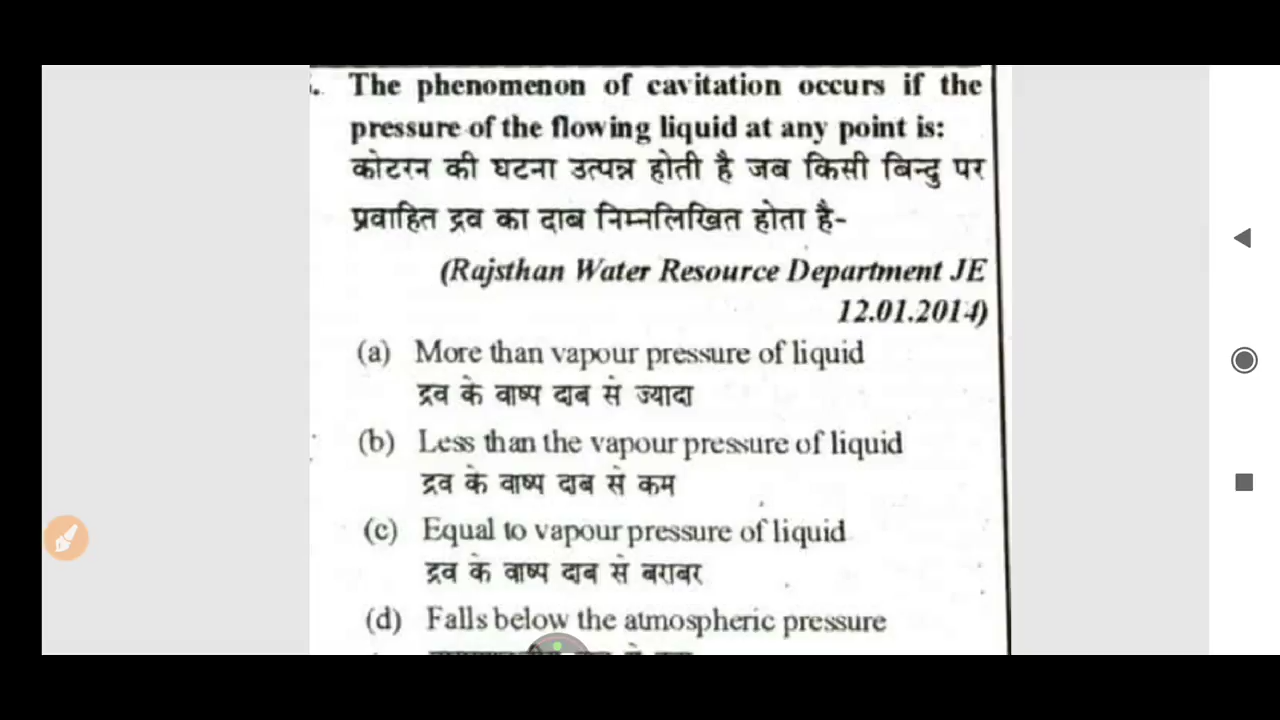 . The phenomenon of cavitation occurs if the
pressure of the flowing liquid at any point is:
कोटरन की घटना उत्पन्न होती है जब किसी बिन्दु पर
प्रवाहित द्रव का दाब निम्नलिखित होता है-
(Rajsthan Water Resource Department JE
12.01.2014)
(a) More than vapour pressure of liquid
द्रव के वाष्प दाब से ज्यादा
(b) Less than the vapour pressure of liquid
द्रव के वाष्प दाब से कम
(c) Equal to vapour pressure of liquid
द्रव के वाष्प दाब से बराबर
(d) Falls below the atmospheric pressure